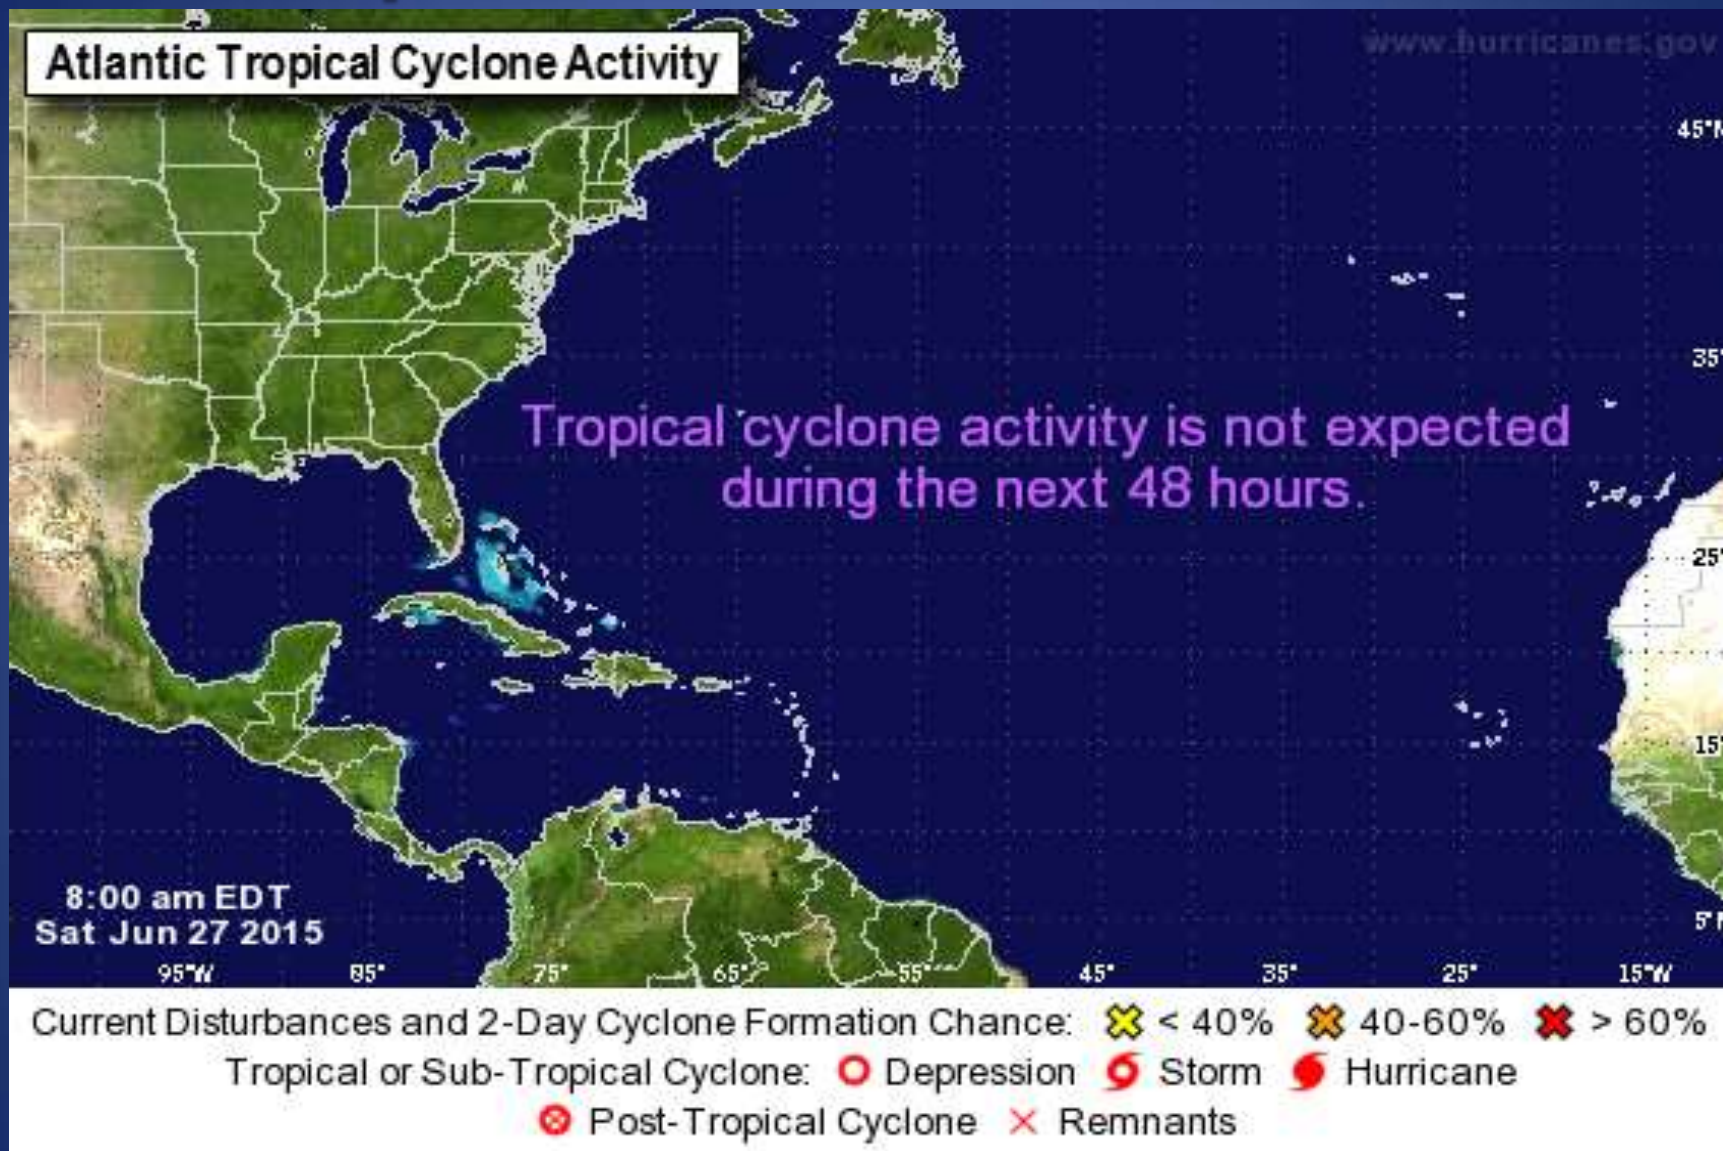 Atlantic Tropical Cyclone Activity
www.hurricanes.gov
45°N
35°
Tropical cyclone activity is not expected
during the next 48 hours.
25°
15°
8:00 am EDT
Sat Jun 27 2015
5°N
95°W 85° 75° 65° 55° 45° 35° 25° 15°W
Current Disturbances and 2-Day Cyclone Formation Chance: < 40% 40-60% > 60%
Tropical or Sub-Tropical Cyclone: Depression Storm Hurricane
Post-Tropical Cyclone Remnants